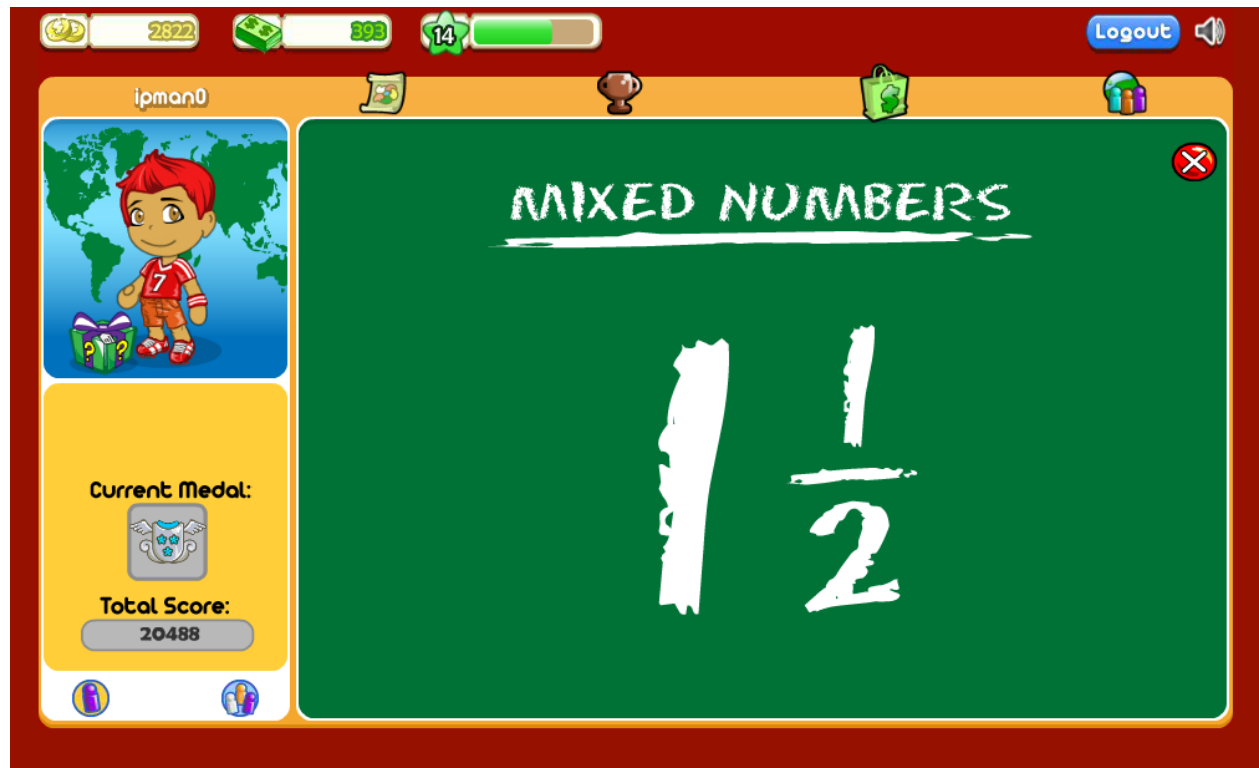 2822
393
14
Logout
ipman0
MIXED NUMBERS
1 1/2
7
? ?
Current Medal:
Total Score:
20488